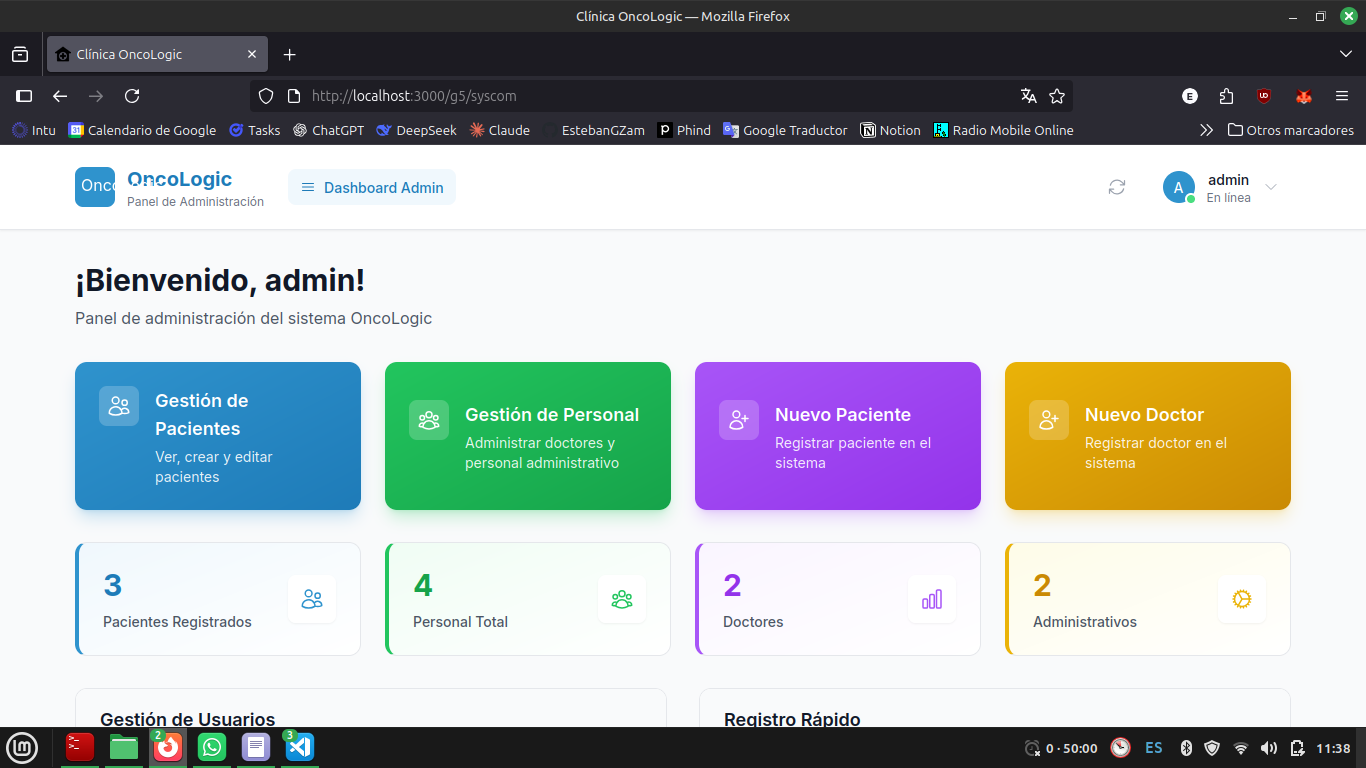 Clínica OncoLogic — Mozilla Firefox
Clínica OncoLogic
http://localhost:3000/g5/syscom
Intu
Calendario de Google
Tasks
ChatGPT
DeepSeek
Claude
EstebanGZam
Phind
Google Traductor
Notion
Radio Mobile Online
Otros marcadores
OncoLogic
Panel de Administración
Dashboard Admin
A
admin
En línea
¡Bienvenido, admin!
Panel de administración del sistema OncoLogic
Gestión de
Pacientes
Ver, crear y editar
pacientes
Gestión de Personal
Administrar doctores y
personal administrativo
Nuevo Paciente
Registrar paciente en el
sistema
Nuevo Doctor
Registrar doctor en el
sistema
3
Pacientes Registrados
4
Personal Total
2
Doctores
2
Administrativos
Gestión de Usuarios
Registro Rápido
2
3
0 · 50:00
ES
11:38